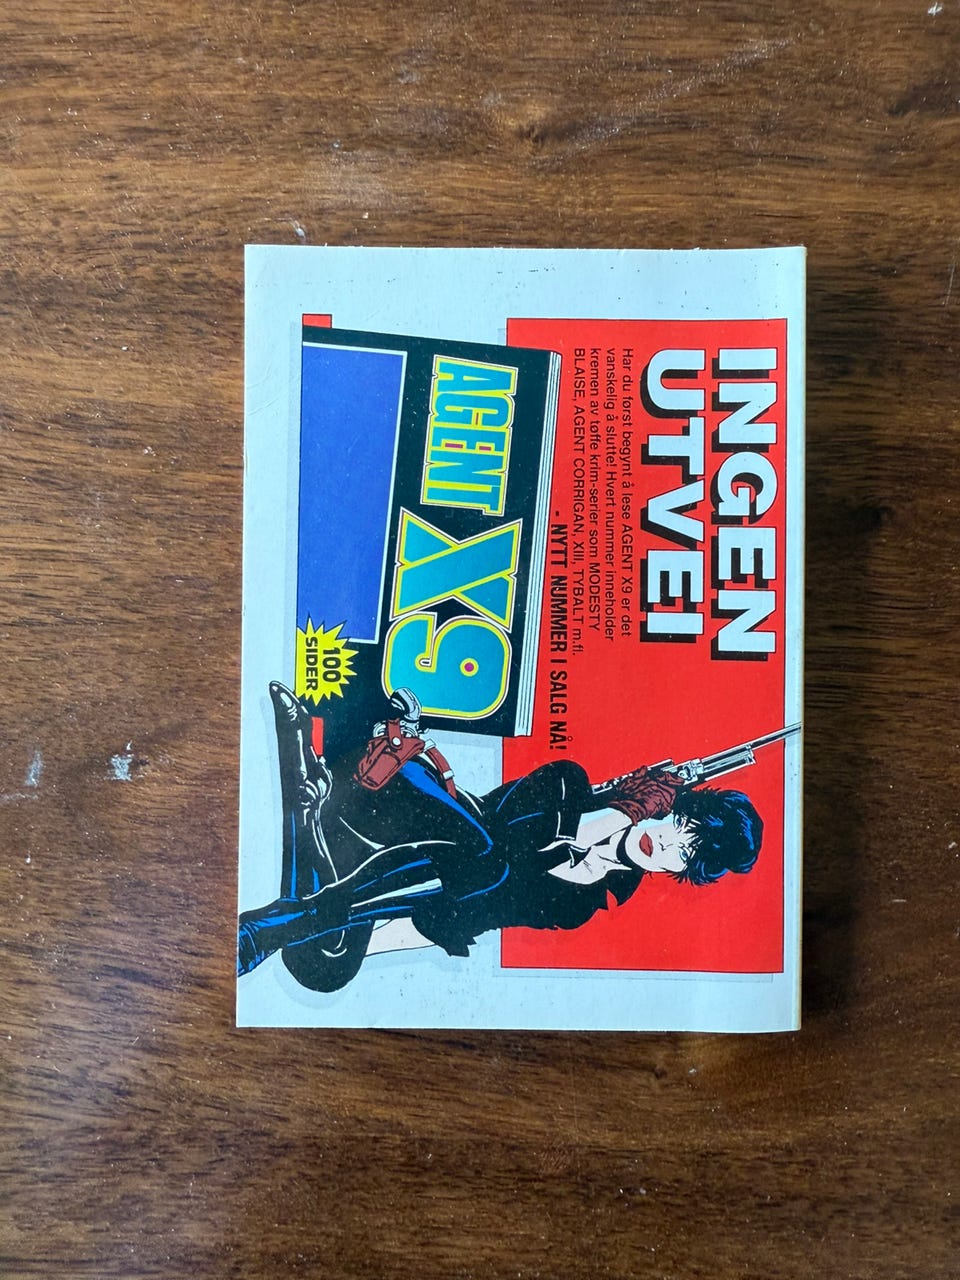 INGEN
UTVEI
Har du først begynt å lese AGENT X9 er det
vanskelig å slutte! Hvert nummer inneholder
kremen av tøffe krim-serier som MODESTY
BLAISE, AGENT CORRIGAN, XIII, TYBALT m.fl.
- NYTT NUMMER I SALG NÅ!
AGENT X9
100
SIDER